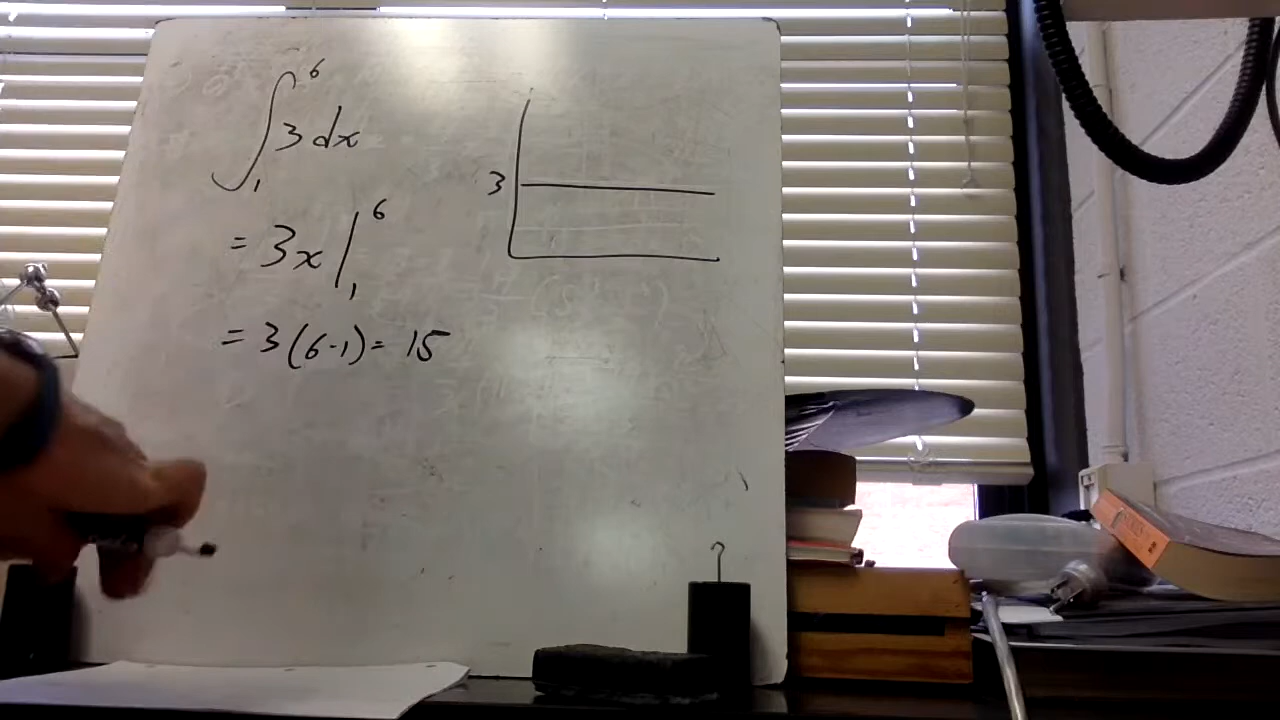 ∫₁⁶ 3 dx
= 3x |₁⁶
= 3(6-1) = 15
3